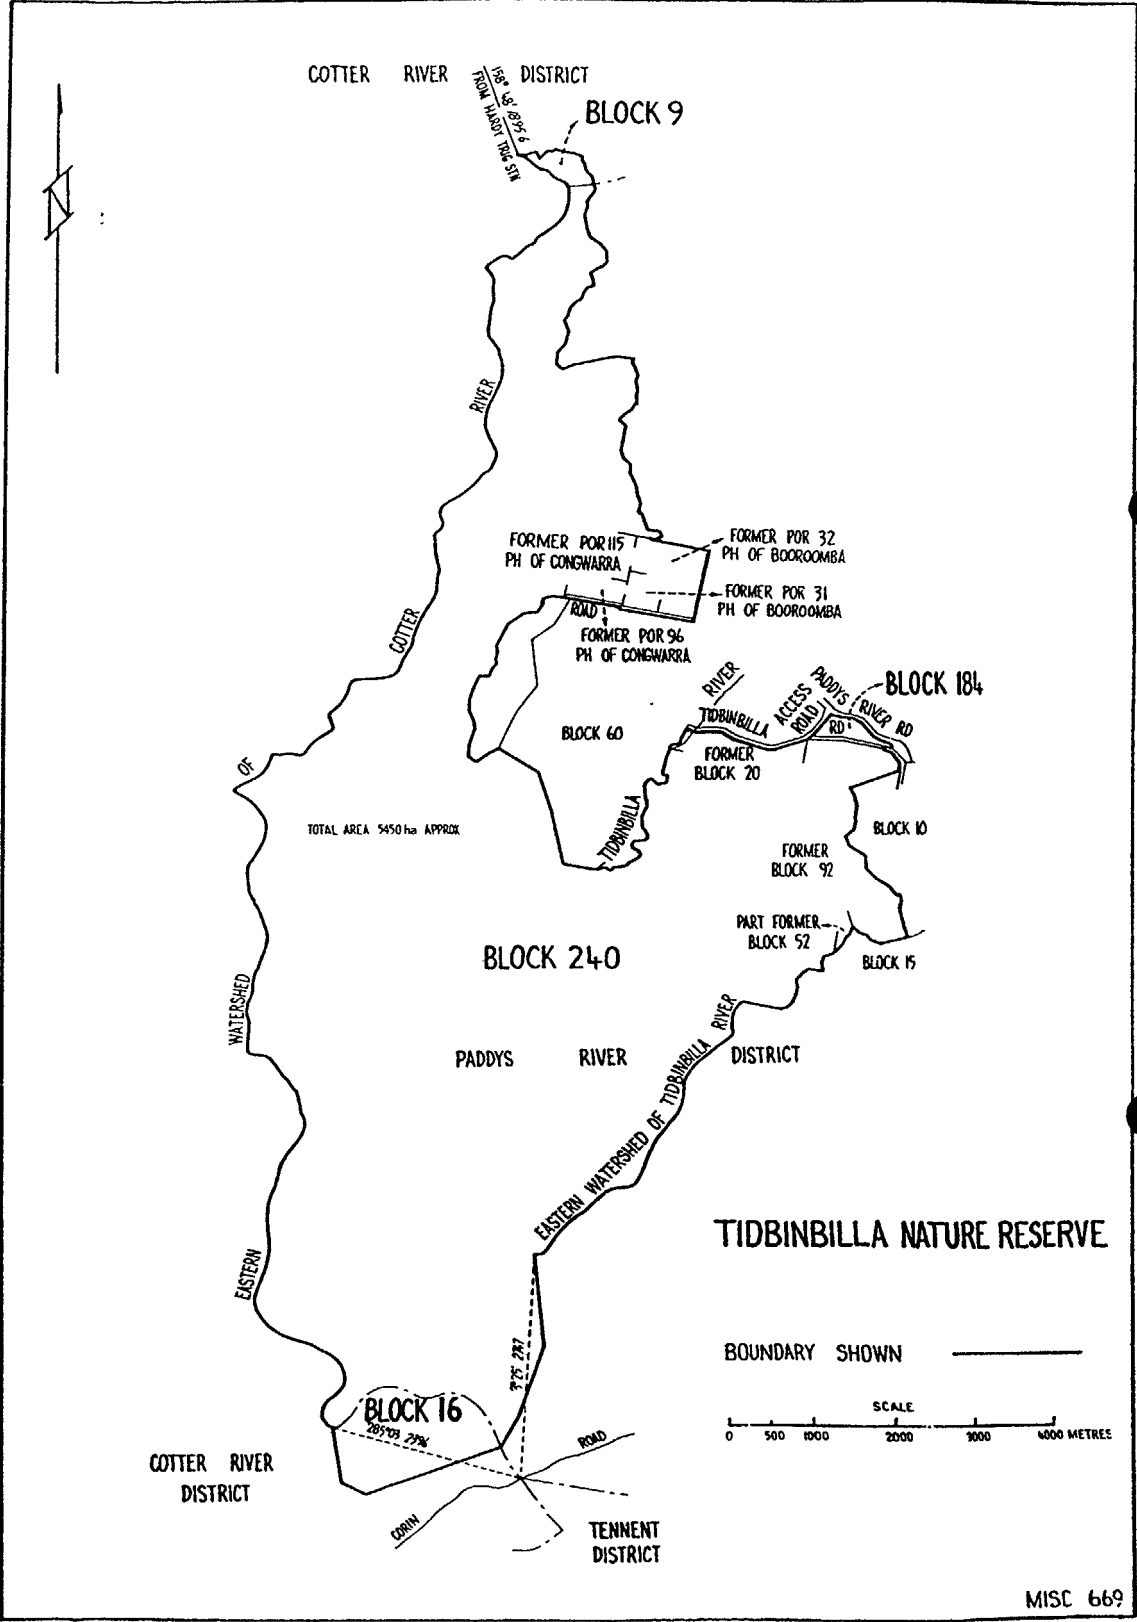 COTTER RIVER DISTRICT
158° 48' 1895 6
FROM HARDY TRIG STN
BLOCK 9
RIVER
FORMER POR 115
PH OF CONGWARRA
FORMER POR 32
PH OF BOOROOMBA
FORMER POR 31
PH OF BOOROOMBA
ROAD
FORMER POR 96
PH OF CONGWARRA
COTTER
RIVER
TIDBINBILLA
ACCESS
ROAD
PADDYS
RIVER RD
RD
BLOCK 184
BLOCK 60
FORMER
BLOCK 20
OF
TOTAL AREA 5450 ha APPROX
TIDBINBILLA
BLOCK 10
FORMER
BLOCK 92
PART FORMER
BLOCK 52
BLOCK 15
BLOCK 240
WATERSHED
PADDYS RIVER DISTRICT
EASTERN WATERSHED OF TIDBINBILLA RIVER
EASTERN
TIDBINBILLA NATURE RESERVE
BOUNDARY SHOWN
SCALE
0 500 1000 2000 3000 4000 METRES
BLOCK 16
ROAD
COTTER RIVER
DISTRICT
CORIN
TENNENT
DISTRICT
MISC 669